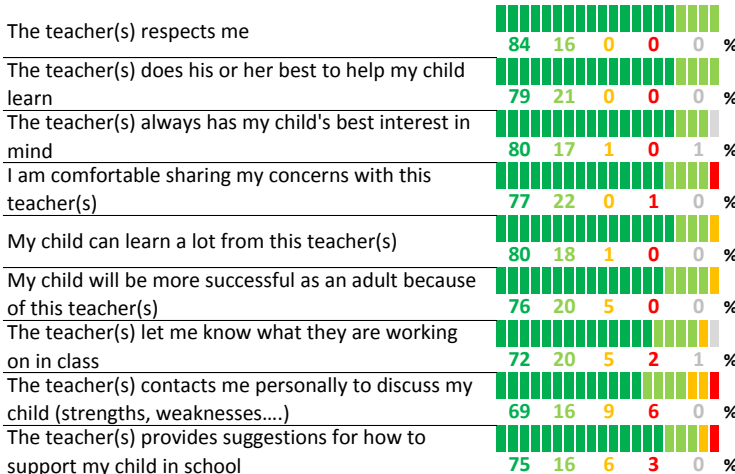 The teacher(s) respects me
84 16 0 0 0 %
The teacher(s) does his or her best to help my child
learn
79 21 0 0 0 %
The teacher(s) always has my child's best interest in
mind
80 17 1 0 1 %
I am comfortable sharing my concerns with this
teacher(s)
77 22 0 1 0 %
My child can learn a lot from this teacher(s)
80 18 1 0 0 %
My child will be more successful as an adult because
of this teacher(s)
76 20 5 0 0 %
The teacher(s) let me know what they are working
on in class
72 20 5 2 1 %
The teacher(s) contacts me personally to discuss my
child (strengths, weaknesses....)
69 16 9 6 0 %
The teacher(s) provides suggestions for how to
support my child in school
75 16 6 3 0 %